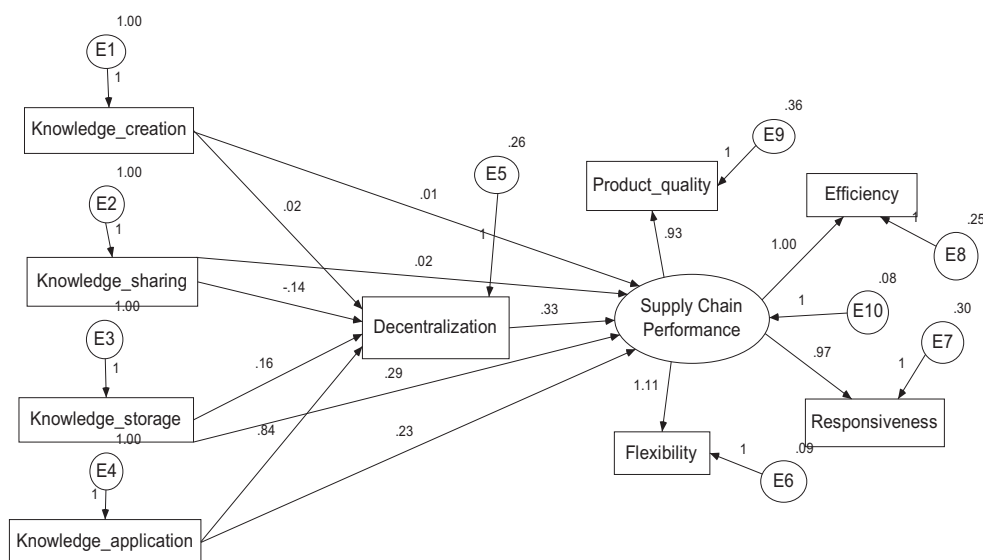 1.00
E1
1
Knowledge_creation
1.00
E2
1
Knowledge_sharing
1.00
E3
1
Knowledge_storage
1.00
E4
1
Knowledge_application
.02
-.14
.16
.84
.01
.02
.29
.23
.26
E5
1
Decentralization
.33
Supply Chain
Performance
.36
E9
1
Product_quality
.93
Efficiency
1
.25
E8
1.00
.08
E10
1
.30
E7
1
.97
Responsiveness
1.11
Flexibility
1
.09
E6